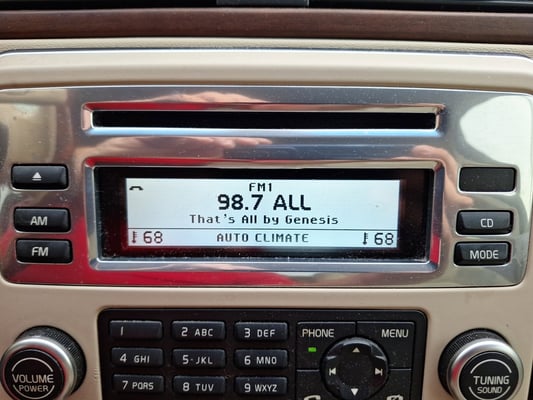 FM1
98.7 ALL
That's All by Genesis
68 AUTO CLIMATE 68
AM
FM
CD
MODE
1 2 ABC 3 DEF
4 GHI 5 JKL 6 MNO
7 PQRS 8 TUV 9 WXYZ
PHONE MENU
VOLUME
POWER
TUNING
SOUND